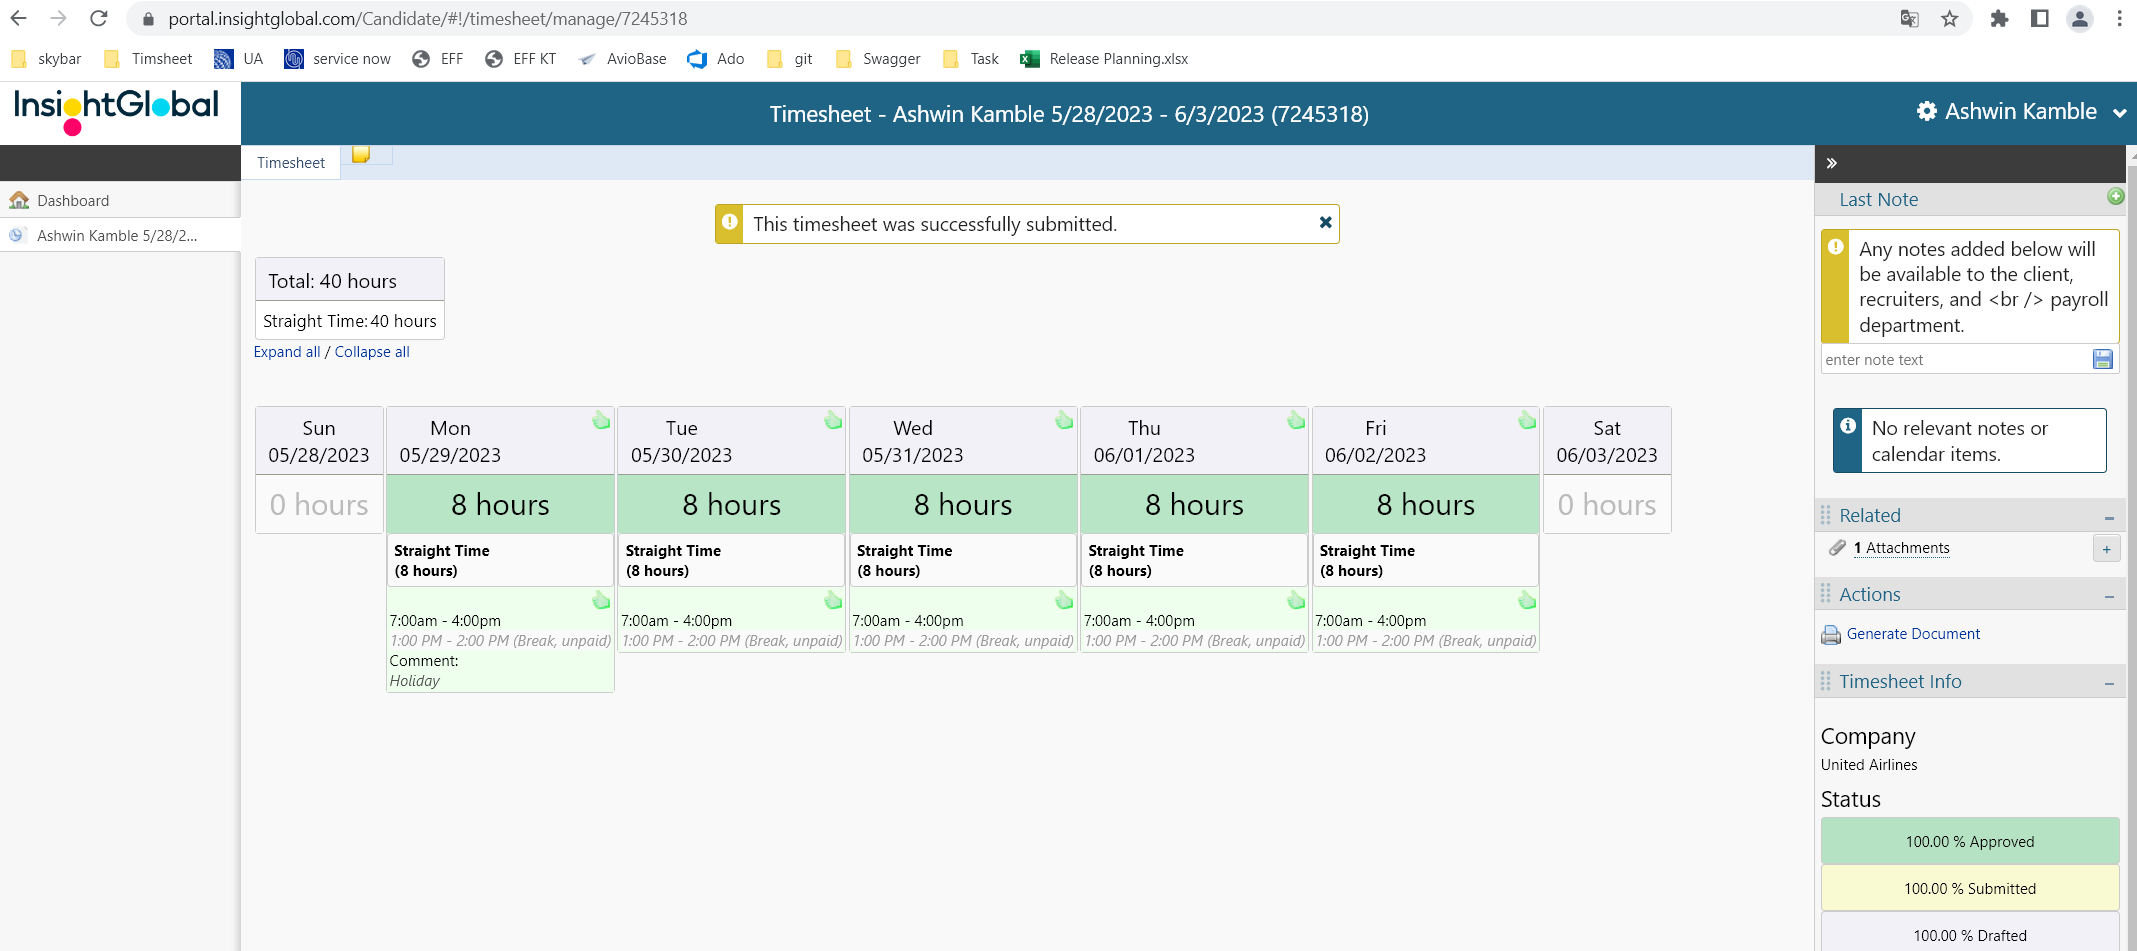 portal.insightglobal.com/Candidate/#!/timesheet/manage/7245318
skybar Timsheet UA service now EFF EFF KT AvioBase Ado git Swagger Task Release Planning.xlsx
InsightGlobal
Timesheet - Ashwin Kamble 5/28/2023 - 6/3/2023 (7245318)
Ashwin Kamble
Timesheet
Dashboard
Ashwin Kamble 5/28/2...
This timesheet was successfully submitted.
Total: 40 hours
Straight Time: 40 hours
Expand all / Collapse all
Sun
05/28/2023
0 hours
Mon
05/29/2023
8 hours
Straight Time
(8 hours)
7:00am - 4:00pm
1:00 PM - 2:00 PM (Break, unpaid)
Comment:
Holiday
Tue
05/30/2023
8 hours
Straight Time
(8 hours)
7:00am - 4:00pm
1:00 PM - 2:00 PM (Break, unpaid)
Wed
05/31/2023
8 hours
Straight Time
(8 hours)
7:00am - 4:00pm
1:00 PM - 2:00 PM (Break, unpaid)
Thu
06/01/2023
8 hours
Straight Time
(8 hours)
7:00am - 4:00pm
1:00 PM - 2:00 PM (Break, unpaid)
Fri
06/02/2023
8 hours
Straight Time
(8 hours)
7:00am - 4:00pm
1:00 PM - 2:00 PM (Break, unpaid)
Sat
06/03/2023
0 hours
»
Last Note
Any notes added below will
be available to the client,
recruiters, and <br /> payroll
department.
enter note text
No relevant notes or
calendar items.
Related
1 Attachments
Actions
Generate Document
Timesheet Info
Company
United Airlines
Status
100.00 % Approved
100.00 % Submitted
100.00 % Drafted